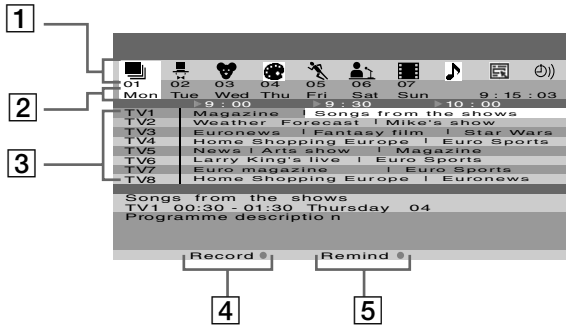 1
01 02 03 04 05 06 07
2
Mon Tue Wed Thu Fri Sat Sun 9 : 15 : 03
9 : 00 9 : 30 10 : 00
TV1 Magazine Songs from the shows
TV2 Weather Forecast Mike's show
TV3 Euronews Fantasy film Star Wars
TV4 Home Shopping Europe Euro Sports
3
TV5 News Arts show Magazine
TV6 Larry King's live Euro Sports
TV7 Euro magazine Euro Sports
TV8 Home Shopping Europe Euronews
Songs from the shows
TV1 00:30 - 01:30 Thursday 04
Programme descriptio n
Record Remind
4 5